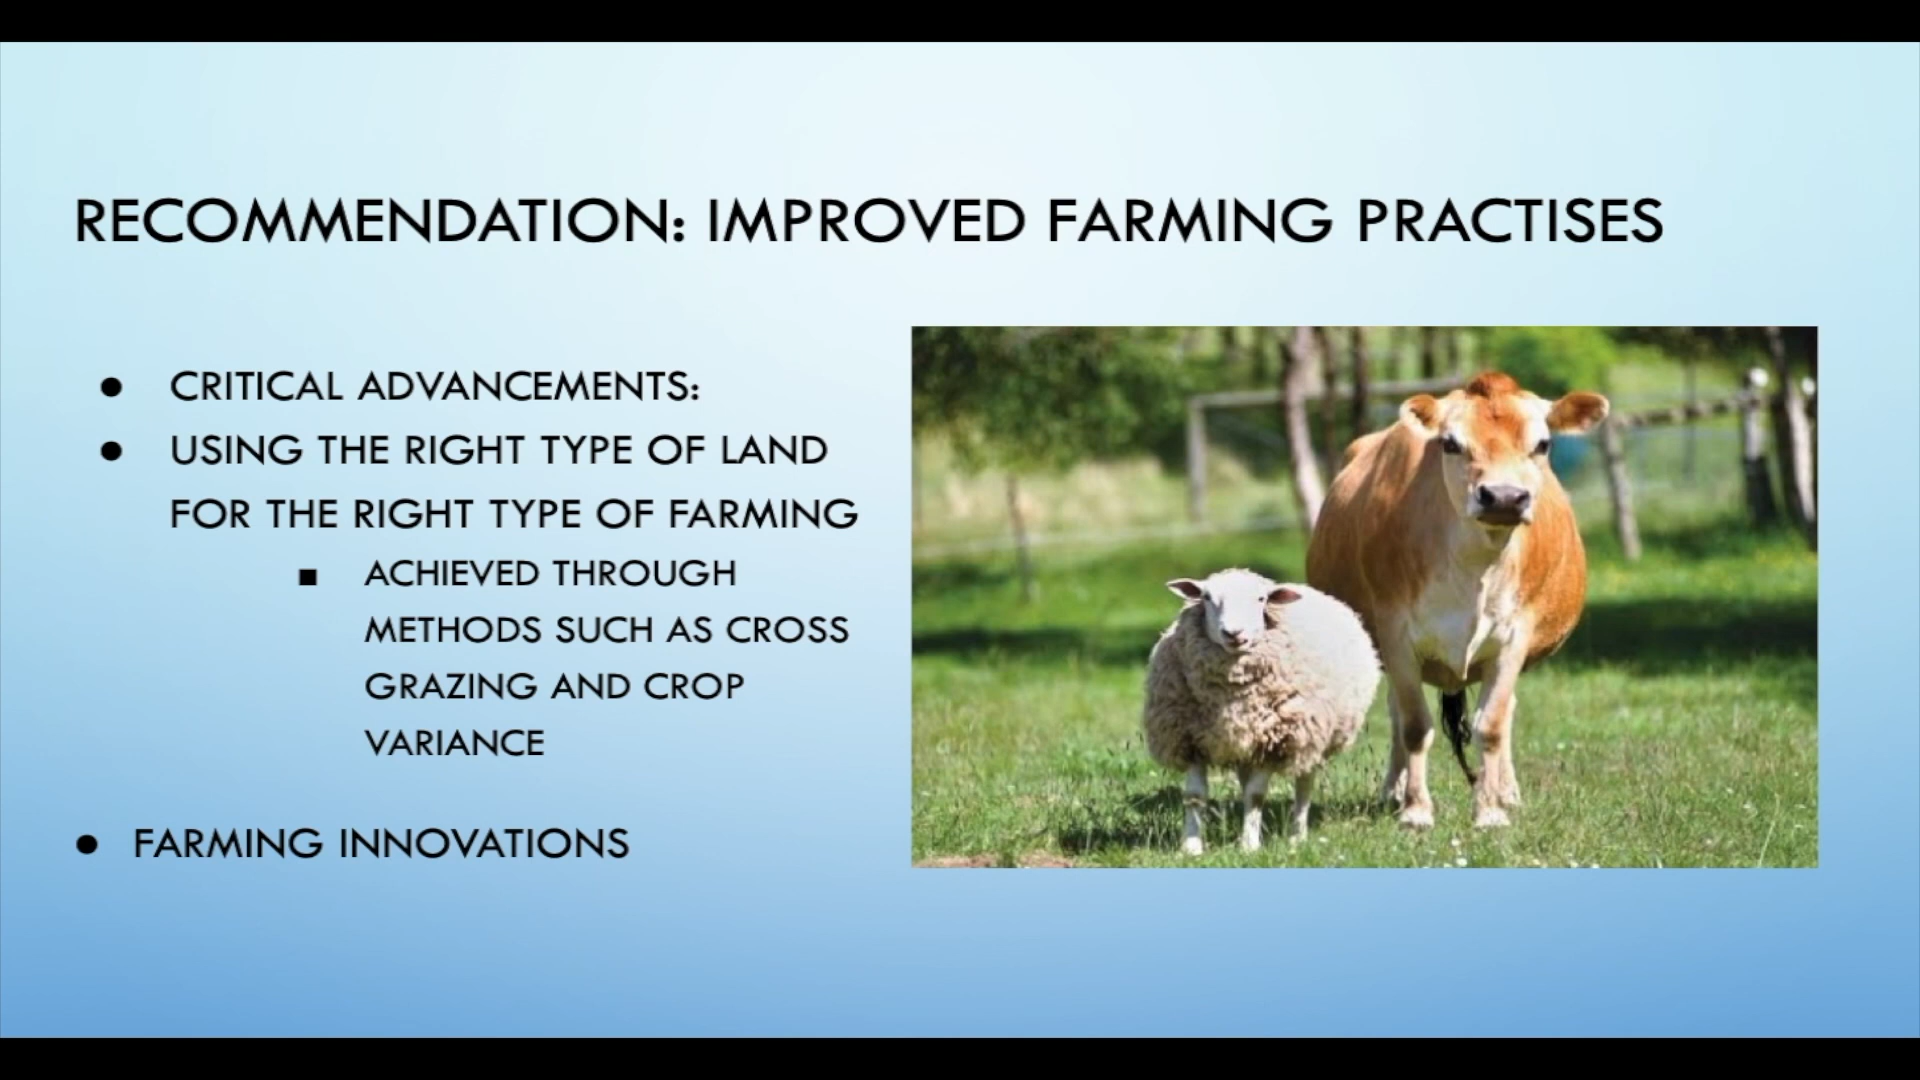 RECOMMENDATION: IMPROVED FARMING PRACTISES
● CRITICAL ADVANCEMENTS:
● USING THE RIGHT TYPE OF LAND
FOR THE RIGHT TYPE OF FARMING
■ ACHIEVED THROUGH
METHODS SUCH AS CROSS
GRAZING AND CROP
VARIANCE
● FARMING INNOVATIONS